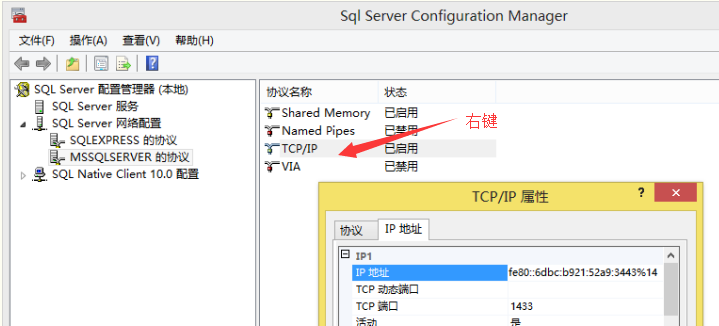 Sql Server Configuration Manager
文件(F) 操作(A) 查看(V) 帮助(H)
SQL Server 配置管理器 (本地)
SQL Server 服务
SQL Server 网络配置
SQLEXPRESS 的协议
MSSQLSERVER 的协议
SQL Native Client 10.0 配置
协议名称 状态
Shared Memory 已启用
Named Pipes 已禁用
TCP/IP 已启用
VIA 已禁用
右键
TCP/IP 属性
? ×
协议 IP 地址
IP1
IP 地址 fe80::6dbc:b921:52a9:3443%14
TCP 动态端口
TCP 端口 1433
活动 是